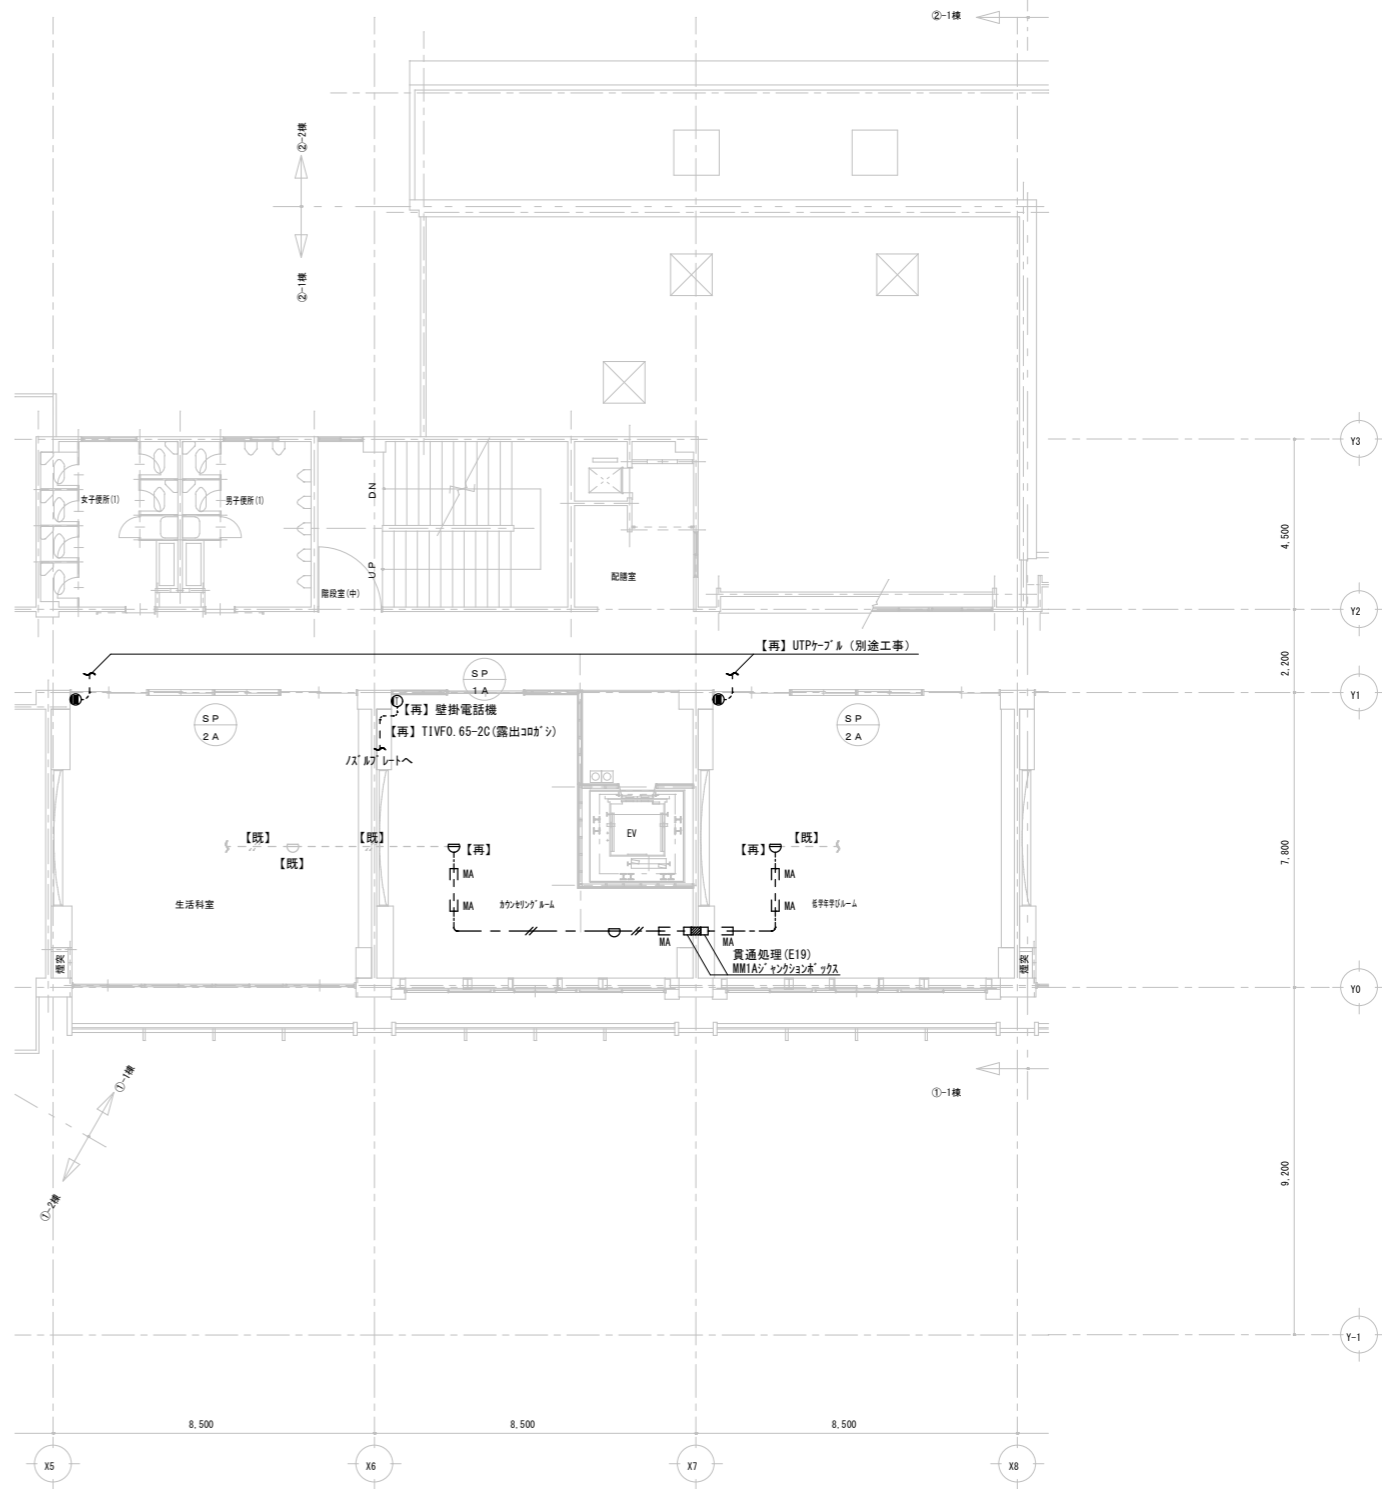 ②-1棟
②-2棟
②-1棟
Y3
女子便所(1)
男子便所(1)
DN
UP
4,500
配膳室
階段室(中)
Y2
【再】UTPｹｰﾌﾞﾙ（別途工事）
2,200
SP
1A
Y1
【再】壁掛電話機
SP
2A
SP
2A
【再】TIVF0.65-2C(露出ｺﾛｶﾞｼ)
ﾉｽﾞﾙﾌﾟﾚｰﾄへ
EV
【既】
【既】
【既】
【再】
【再】
【既】
7,800
MA
MA
生活科室
MA
ｶｳﾝｾﾘﾝｸﾞﾙｰﾑ
MA
低学年学びﾙｰﾑ
MA
MA
貫通処理(E19)
MM1Aｼﾞｬﾝｸｼｮﾝﾎﾞｯｸｽ
煙突
煙突
Y0
①-1棟
①-1棟
①-2棟
9,200
Y-1
8,500
8,500
8,500
X5
X6
X7
X8